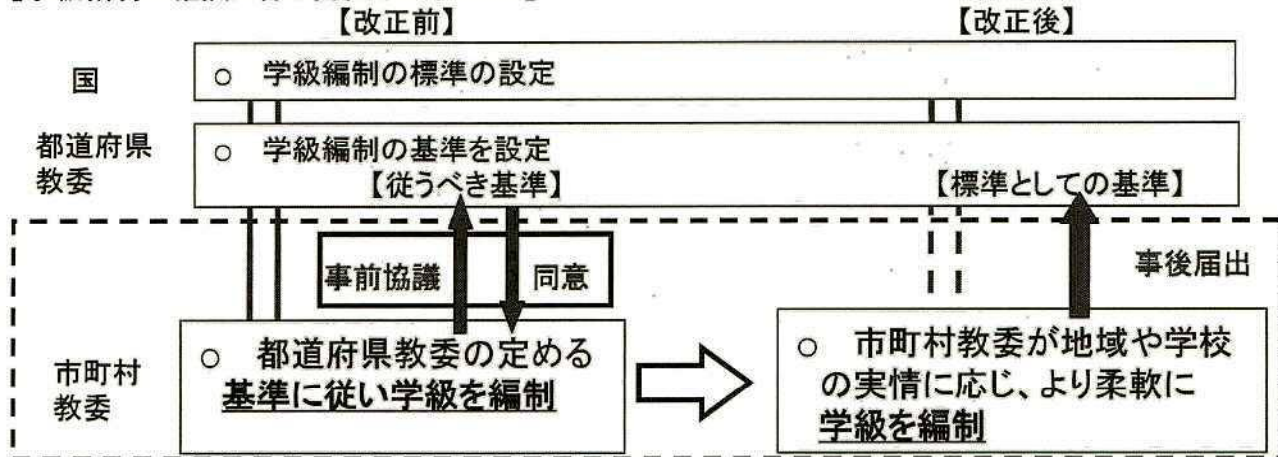 【改正前】
【改正後】
国
○ 学級編制の標準の設定
都道府県
教委
○ 学級編制の基準を設定
【従うべき基準】
【標準としての基準】
事前協議
同意
事後届出
市町村
教委
○ 都道府県教委の定める
基準に従い学級を編制
○ 市町村教委が地域や学校
の実情に応じ、より柔軟に
学級を編制